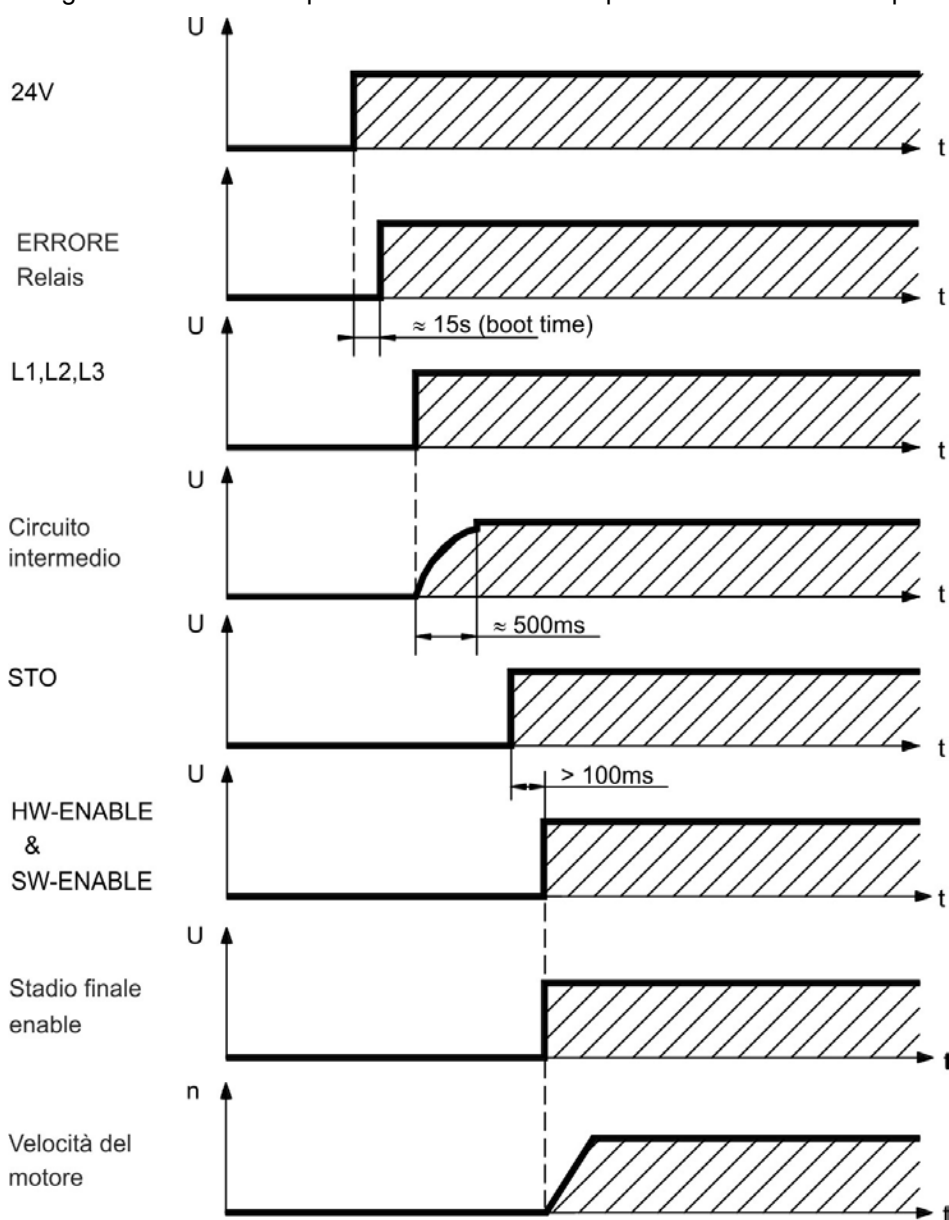 U
24V
t
ERRORE
Relais
t
≈ 15s (boot time)
U
L1,L2,L3
t
U
Circuito
intermedio
t
≈ 500ms
U
STO
t
U
> 100ms
HW-ENABLE
&
SW-ENABLE
t
U
Stadio finale
enable
t
n
Velocità del
motore
t